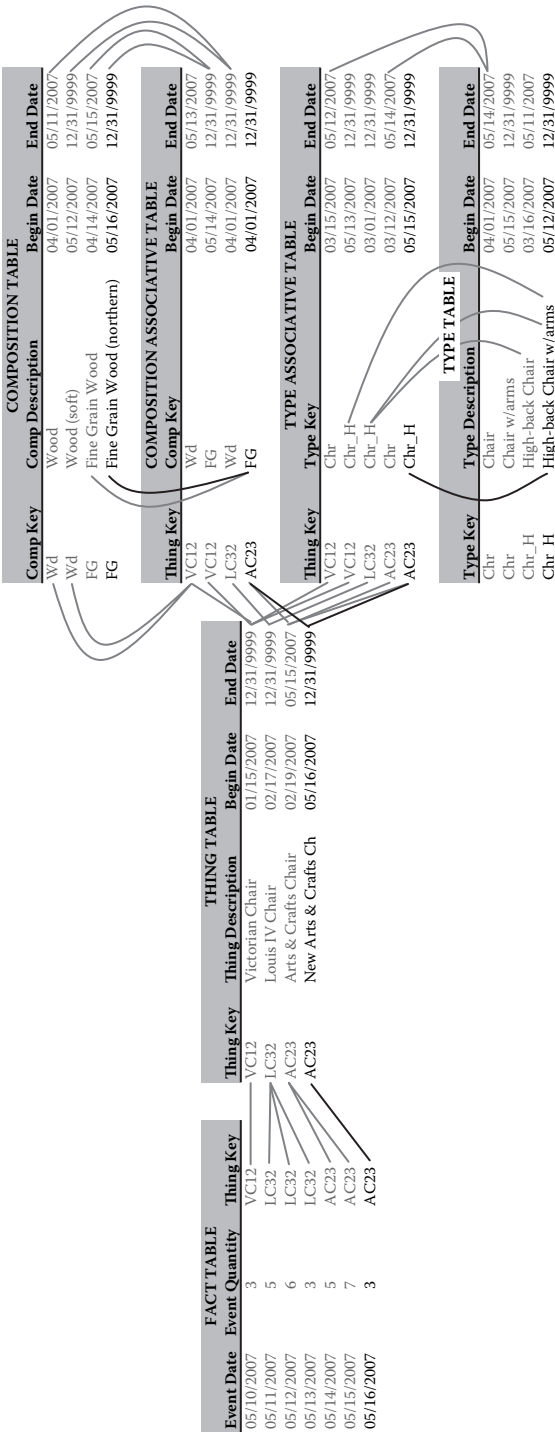 FACT TABLE
Event Date Event Quantity Thing Key
05/10/2007 3 VC12
05/11/2007 5 LC32
05/12/2007 6 LC32
05/13/2007 3 LC32
05/14/2007 5 AC23
05/15/2007 7 AC23
05/16/2007 3 AC23
THING TABLE
Thing Key Thing Description Begin Date End Date
VC12 Victorian Chair 01/15/2007 12/31/9999
LC32 Louis IV Chair 02/17/2007 12/31/9999
AC23 Arts & Crafts Chair 02/19/2007 05/15/2007
AC23 New Arts & Crafts Ch 05/16/2007 12/31/9999
COMPOSITION TABLE
Comp Key Comp Description Begin Date End Date
Wd Wood 04/01/2007 05/11/2007
Wd Wood (soft) 05/12/2007 12/31/9999
FG Fine Grain Wood 04/14/2007 05/15/2007
FG Fine Grain Wood (northern) 05/16/2007 12/31/9999
COMPOSITION ASSOCIATIVE TABLE
Thing Key Comp Key Begin Date End Date
VC12 Wd 04/01/2007 05/13/2007
VC12 FG 05/14/2007 12/31/9999
LC32 Wd 04/01/2007 12/31/9999
AC23 FG 04/01/2007 12/31/9999
TYPE ASSOCIATIVE TABLE
Thing Key Type Key Begin Date End Date
VC12 Chr 03/15/2007 05/12/2007
VC12 Chr_H 05/13/2007 12/31/9999
LC32 Chr_H 03/01/2007 12/31/9999
AC23 Chr 03/12/2007 05/14/2007
AC23 Chr_H 05/15/2007 12/31/9999
TYPE TABLE
Type Key Type Description Begin Date End Date
Chr Chair 04/01/2007 05/14/2007
Chr Chair w/arms 05/15/2007 12/31/9999
Chr_H High-back Chair 03/16/2007 05/11/2007
Chr_H High-back Chair w/arms 05/12/2007 12/31/9999